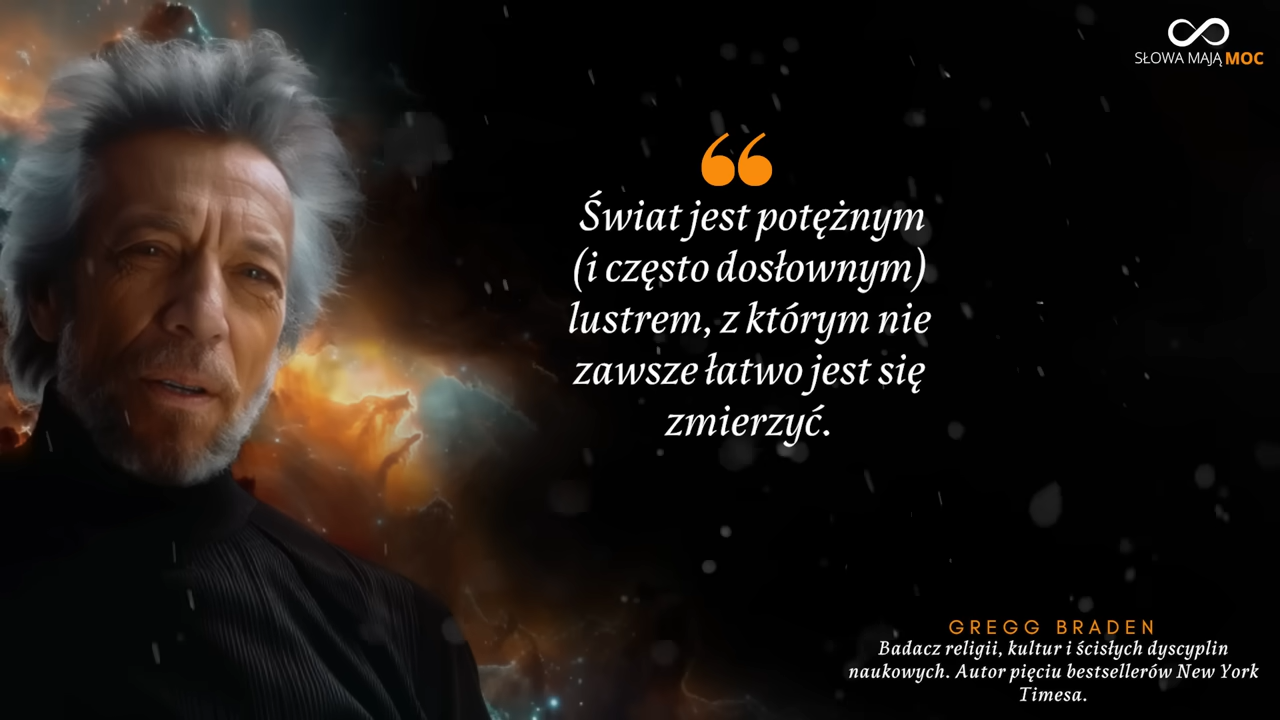 SŁOWA MAJĄ MOC
Świat jest potężnym
(i często dosłownym)
lustrem, z którym nie
zawsze łatwo jest się
zmierzyć.
GREGG BRADEN
Badacz religii, kultur i ścisłych dyscyplin
naukowych. Autor pięciu bestsellerów New York
Timesa.